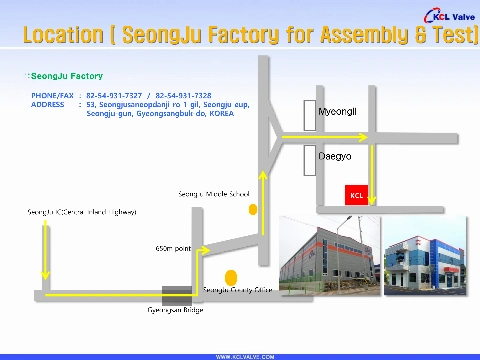 KCL Valve
Location [ SeongJu Factory for Assembly & Test]
SeongJu Factory
PHONE/FAX : 82-54-931-7327 / 82-54-931-7328
ADDRESS : 53, Seongjusaneopdanji ro 1 gil, Seongju eup,
Seongju gun, Gyeongsangbuk do, KOREA
Myeongil
Daegyo
SeongJu Middle School
KCL
SeongJu IC(Central Inland Highway)
650m point
Seongju County Office
Gyeongsan Bridge
WWW.KCLVALVE.COM